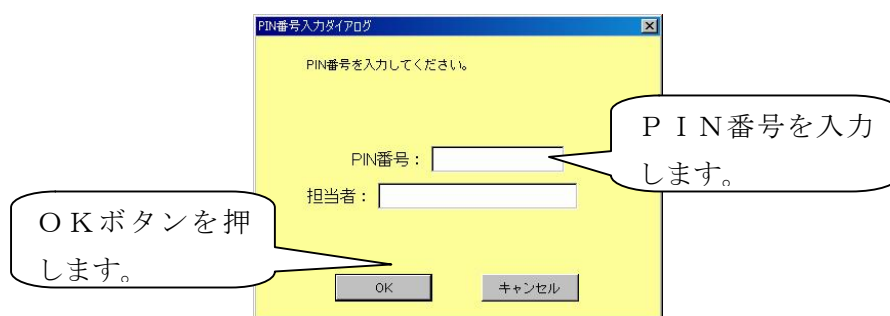 PIN番号入力ダイアログ
PIN番号を入力してください。
ＰＩＮ番号を入力
します。
PIN番号：
担当者：
ＯＫボタンを押
します。
OK
キャンセル